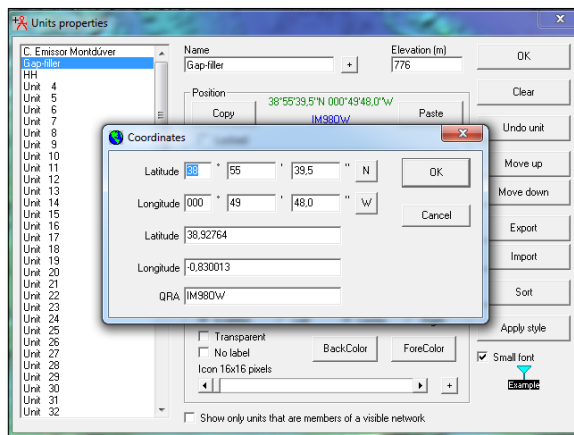 Units properties
C. Emissor Montdúver
Gap-filler
HH
Unit 4
Unit 5
Unit 6
Unit 7
Unit 8
Unit 9
Unit 10
Unit 11
Unit 12
Unit 13
Unit 14
Unit 15
Unit 16
Unit 17
Unit 18
Unit 19
Unit 20
Unit 21
Unit 22
Unit 23
Unit 24
Unit 25
Unit 26
Unit 27
Unit 28
Unit 29
Unit 30
Unit 31
Unit 32
Name
Gap-filler
+
Elevation (m)
776
Position
Copy
38°55'39,5"N 000°49'48,0"W
IM98OW
Paste
Coordinates
Latitude 38 ° 55 ' 39,5 " N
Longitude 000 ° 49 ' 48,0 " W
Latitude 38,92764
Longitude -0,830013
QRA IM98OW
OK
Cancel
Transparent
No label
BackColor
ForeColor
Icon 16x16 pixels
+
Show only units that are members of a visible network
OK
Clear
Undo unit
Move up
Move down
Export
Import
Sort
Apply style
Small font
Example